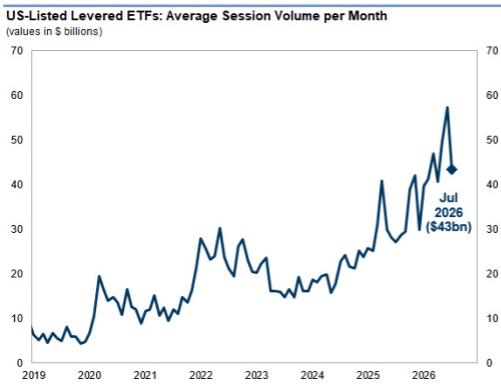 US-Listed Levered ETFs: Average Session Volume per Month
(values in $ billions)
70 70
60 60
50 50
40 40
30 30
20 20
10 10
0 0
Jul
2026
($43bn)
2019 2020 2021 2022 2023 2024 2025 2026